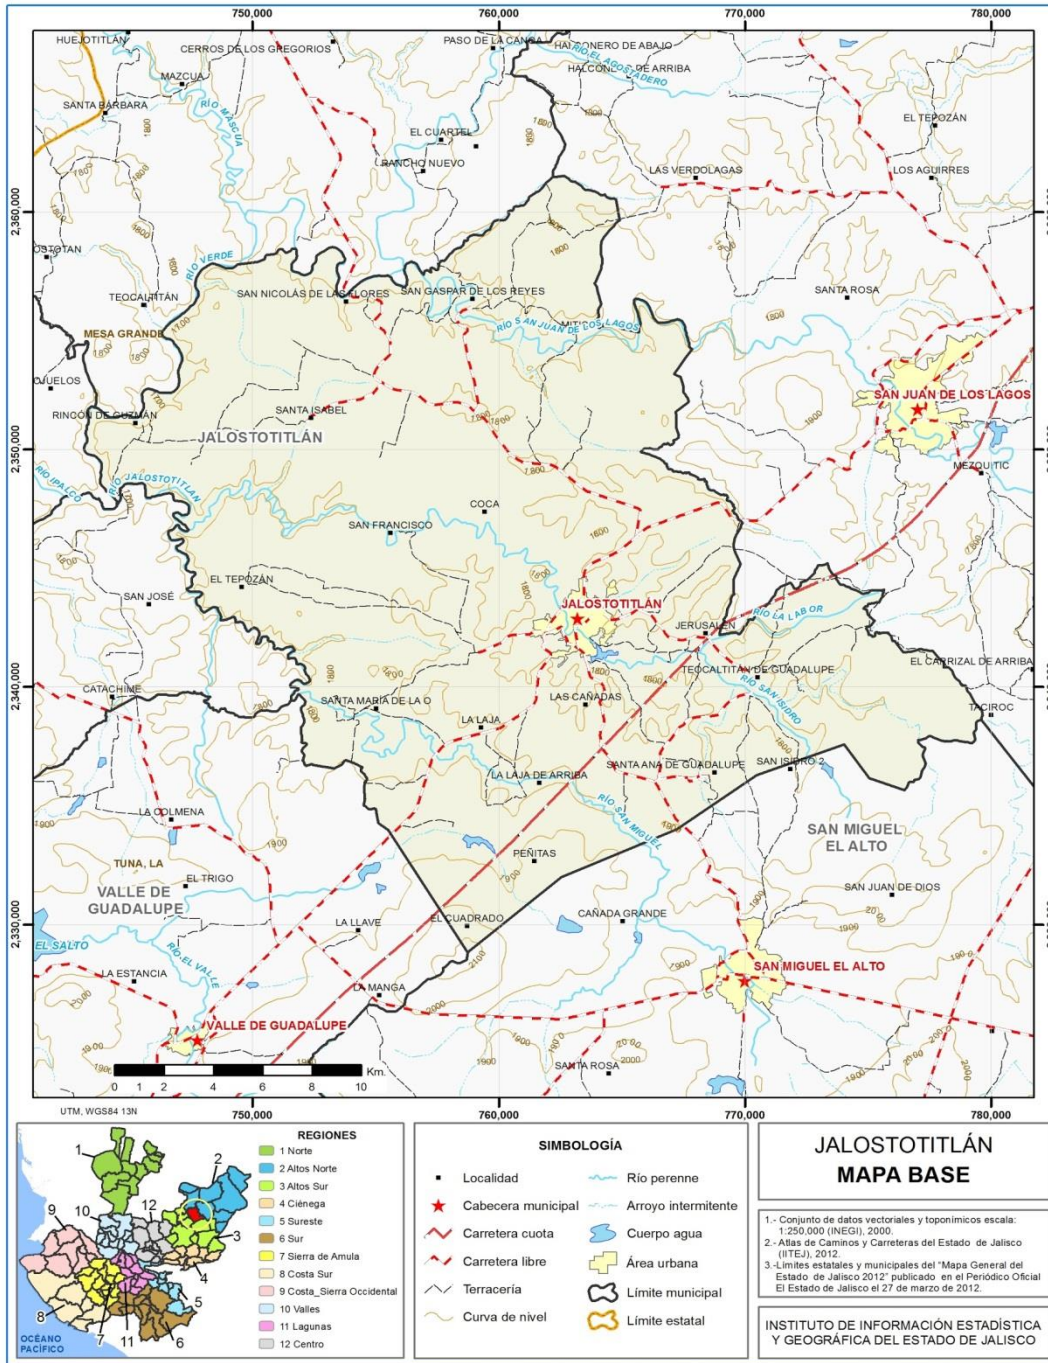 750,000
760,000
770,000
780,000
HUEJOTITLÁN
CERROS DE LOS GREGORIOS
PASO DE LA CANOA
HALCONERO DE ABAJO
RÍO EL AGOSTADERO
HALCONERO DE ARRIBA
MAZCUA
SANTA BÁRBARA
RÍO MASCUA
EL CUARTEL
RANCHO NUEVO
EL TEPOZÁN
LAS VERDOLAGAS
LOS AGUIRRES
2,360,000
RÍO VERDE
TEOCALTITÁN
SAN NICOLÁS DE LAS FLORES
SAN GASPAR DE LOS REYES
SANTA ROSA
MESA GRANDE
RÍO SAN JUAN DE LOS LAGOS
SAN JUAN DE LOS LAGOS
RINCÓN DE GUZMÁN
SANTA ISABEL
JALOSTOTITLÁN
2,350,000
MEZQUITIC
RÍO IPALCO
RÍO JALOSTOTITLÁN
COCA
SAN FRANCISCO
EL TEPOZÁN
SAN JOSÉ
JALOSTOTITLÁN
RÍO LA LABOR
JERUSALÉN
TEOCALTITÁN DE GUADALUPE
EL CARRIZAL DE ARRIBA
RÍO SAN ISIDRO
2,340,000
CATACHIME
SANTA MARÍA DE LA O
LAS CAÑADAS
LA LAJA
TACIROC
SANTA ANA DE GUADALUPE
SAN ISIDRO 2
LA LAJA DE ARRIBA
RÍO SAN MIGUEL
LA COLMENA
SAN MIGUEL
EL ALTO
TUNA, LA
PEÑITAS
EL TRIGO
VALLE DE
GUADALUPE
SAN JUAN DE DIOS
LA LLAVE
EL CUADRADO
CAÑADA GRANDE
2,330,000
EL SALTO
RÍO EL VALLE
LA ESTANCIA
LA MANGA
SAN MIGUEL EL ALTO
VALLE DE GUADALUPE
SANTA ROSA
0 2 4 6 8 10 Km.
UTM, WGS84 13N
750,000
760,000
770,000
780,000
REGIONES
1 Norte
2 Altos Norte
3 Altos Sur
4 Ciénega
5 Sureste
6 Sur
7 Sierra de Amula
8 Costa Sur
9 Costa_Sierra Occidental
10 Valles
11 Lagunas
12 Centro
OCÉANO
PACÍFICO
SIMBOLOGÍA
Localidad
Cabecera municipal
Carretera cuota
Carretera libre
Terracería
Curva de nivel
Río perenne
Arroyo intermitente
Cuerpo agua
Área urbana
Límite municipal
Límite estatal
JALOSTOTITLÁN
MAPA BASE
1.- Conjunto de datos vectoriales y toponímicos escala:
1:250,000 (INEGI), 2000.
2.- Atlas de Caminos y Carreteras del Estado de Jalisco
(IITEJ), 2012.
3.-Límites estatales y municipales del "Mapa General del
Estado de Jalisco 2012" publicado en el Periódico Oficial
El Estado de Jalisco el 27 de marzo de 2012.
INSTITUTO DE INFORMACIÓN ESTADÍSTICA
Y GEOGRÁFICA DEL ESTADO DE JALISCO